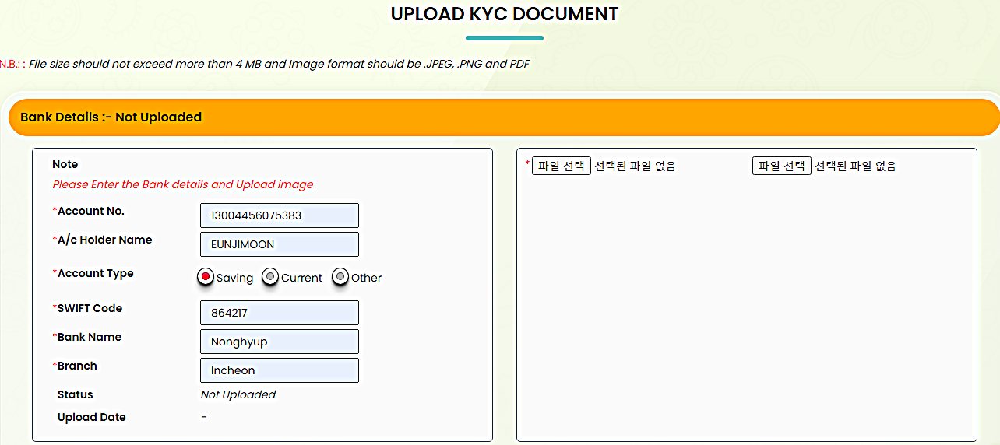 UPLOAD KYC DOCUMENT
N.B.: : File size should not exceed more than 4 MB and Image format should be .JPEG, .PNG and PDF
Bank Details :- Not Uploaded
Note
Please Enter the Bank details and Upload image
*Account No. 13004456075383
*A/c Holder Name EUNJIMOON
*Account Type Saving Current Other
*SWIFT Code 864217
*Bank Name Nonghyup
*Branch Incheon
Status Not Uploaded
Upload Date -
* 파일 선택 선택된 파일 없음 파일 선택 선택된 파일 없음